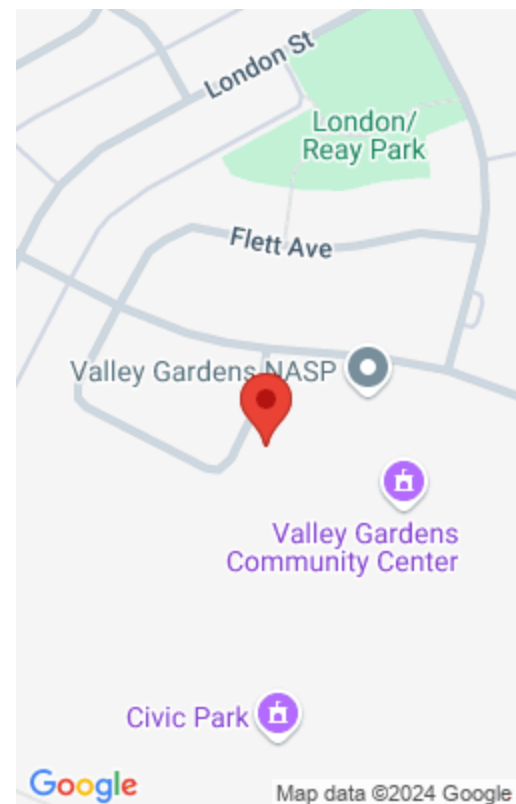 London St
London/
Reay Park
Flett Ave
Valley Gardens NASP
Valley Gardens
Community Center
Civic Park
Google
Map data ©2024 Google